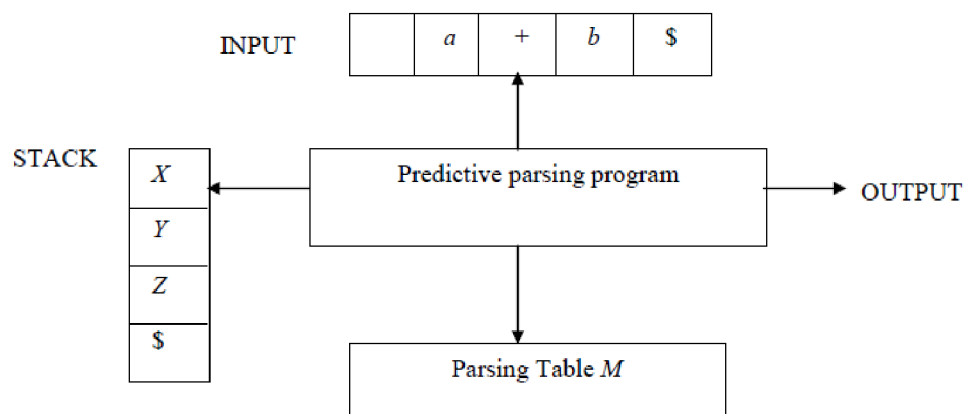 INPUT a + b $
STACK
X
Predictive parsing program
OUTPUT
Y
Z
$
Parsing Table M